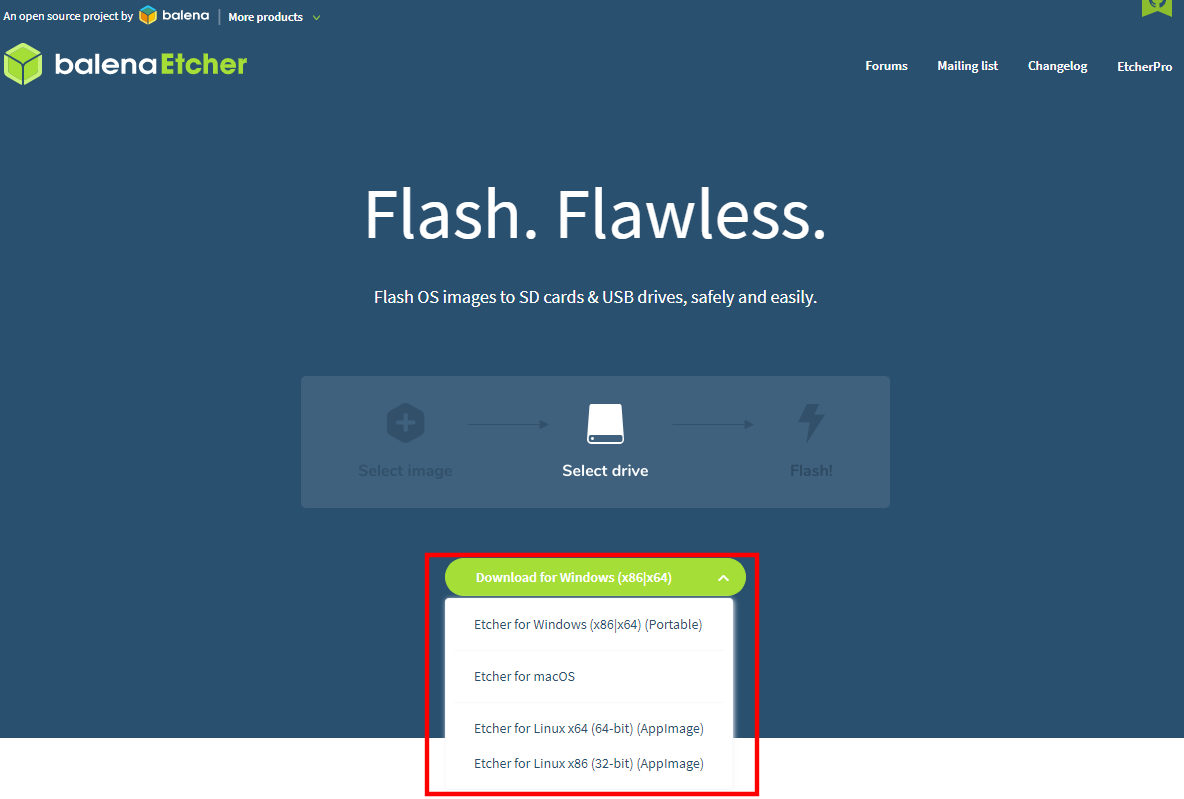 An open source project by balena | More products
balenaEtcher
Forums Mailing list Changelog EtcherPro
Flash. Flawless.
Flash OS images to SD cards & USB drives, safely and easily.
Select image Select drive Flash!
Download for Windows (x86|x64)
Etcher for Windows (x86|x64) (Portable)
Etcher for macOS
Etcher for Linux x64 (64-bit) (AppImage)
Etcher for Linux x86 (32-bit) (AppImage)